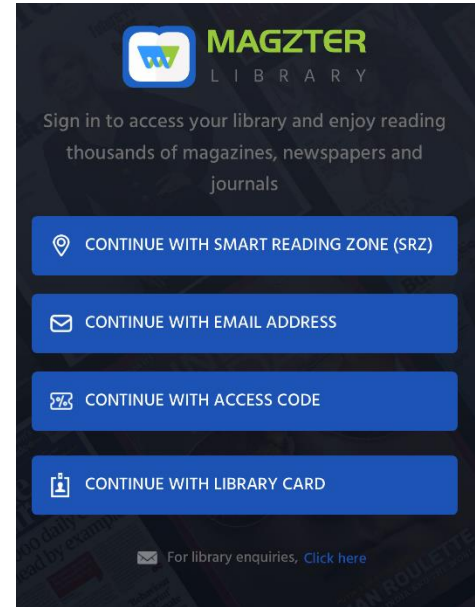 MAGZTER
LIBRARY
Sign in to access your library and enjoy reading
thousands of magazines, newspapers and
journals
CONTINUE WITH SMART READING ZONE (SRZ)
CONTINUE WITH EMAIL ADDRESS
CONTINUE WITH ACCESS CODE
CONTINUE WITH LIBRARY CARD
For library enquiries, Click here